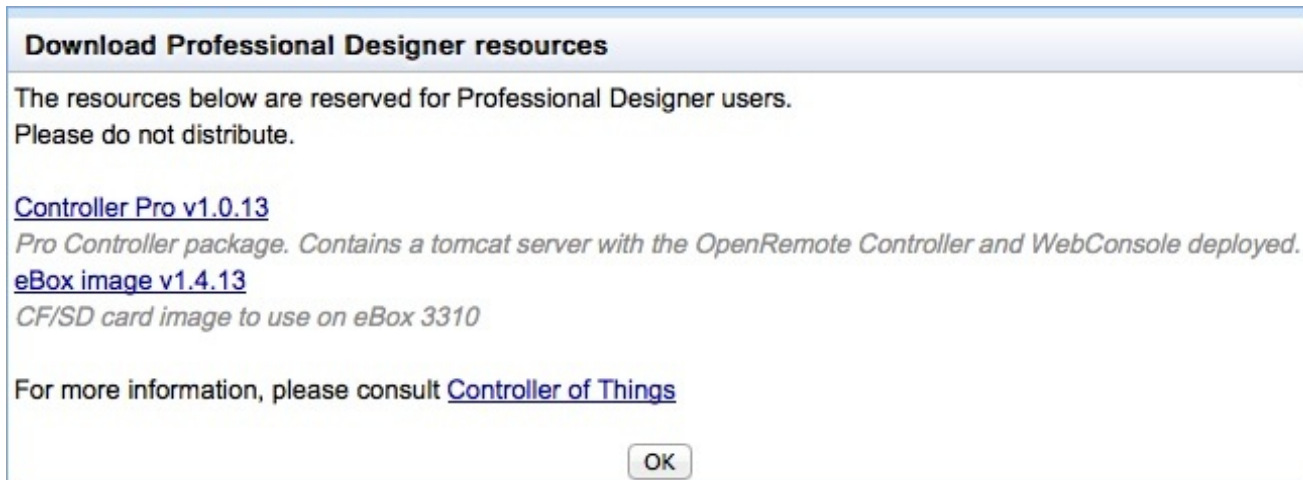 Download Professional Designer resources
The resources below are reserved for Professional Designer users.
Please do not distribute.
Controller Pro v1.0.13
Pro Controller package. Contains a tomcat server with the OpenRemote Controller and WebConsole deployed.
eBox image v1.4.13
CF/SD card image to use on eBox 3310
For more information, please consult Controller of Things
OK